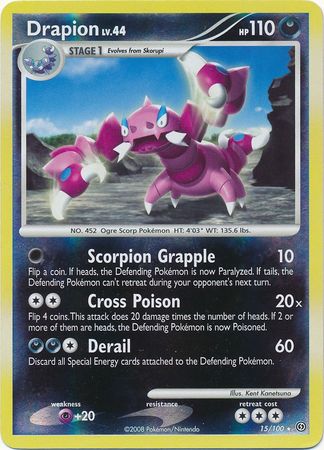 Drapion LV.44 HP 110
STAGE 1 Evolves from Skorupi
NO. 452 Ogre Scorp Pokémon HT: 4'03" WT: 135.6 lbs.
Scorpion Grapple 10
Flip a coin. If heads, the Defending Pokémon is now Paralyzed. If tails, the
Defending Pokémon can't retreat during your opponent's next turn.
Cross Poison 20x
Flip 4 coins.This attack does 20 damage times the number of heads. If 2 or
more of them are heads, the Defending Pokémon is now Poisoned.
Derail 60
Discard all Special Energy cards attached to the Defending Pokémon.
Illus. Kent Kanetsuna
weakness resistance retreat cost
+20
©2008 Pokémon/Nintendo 15/100